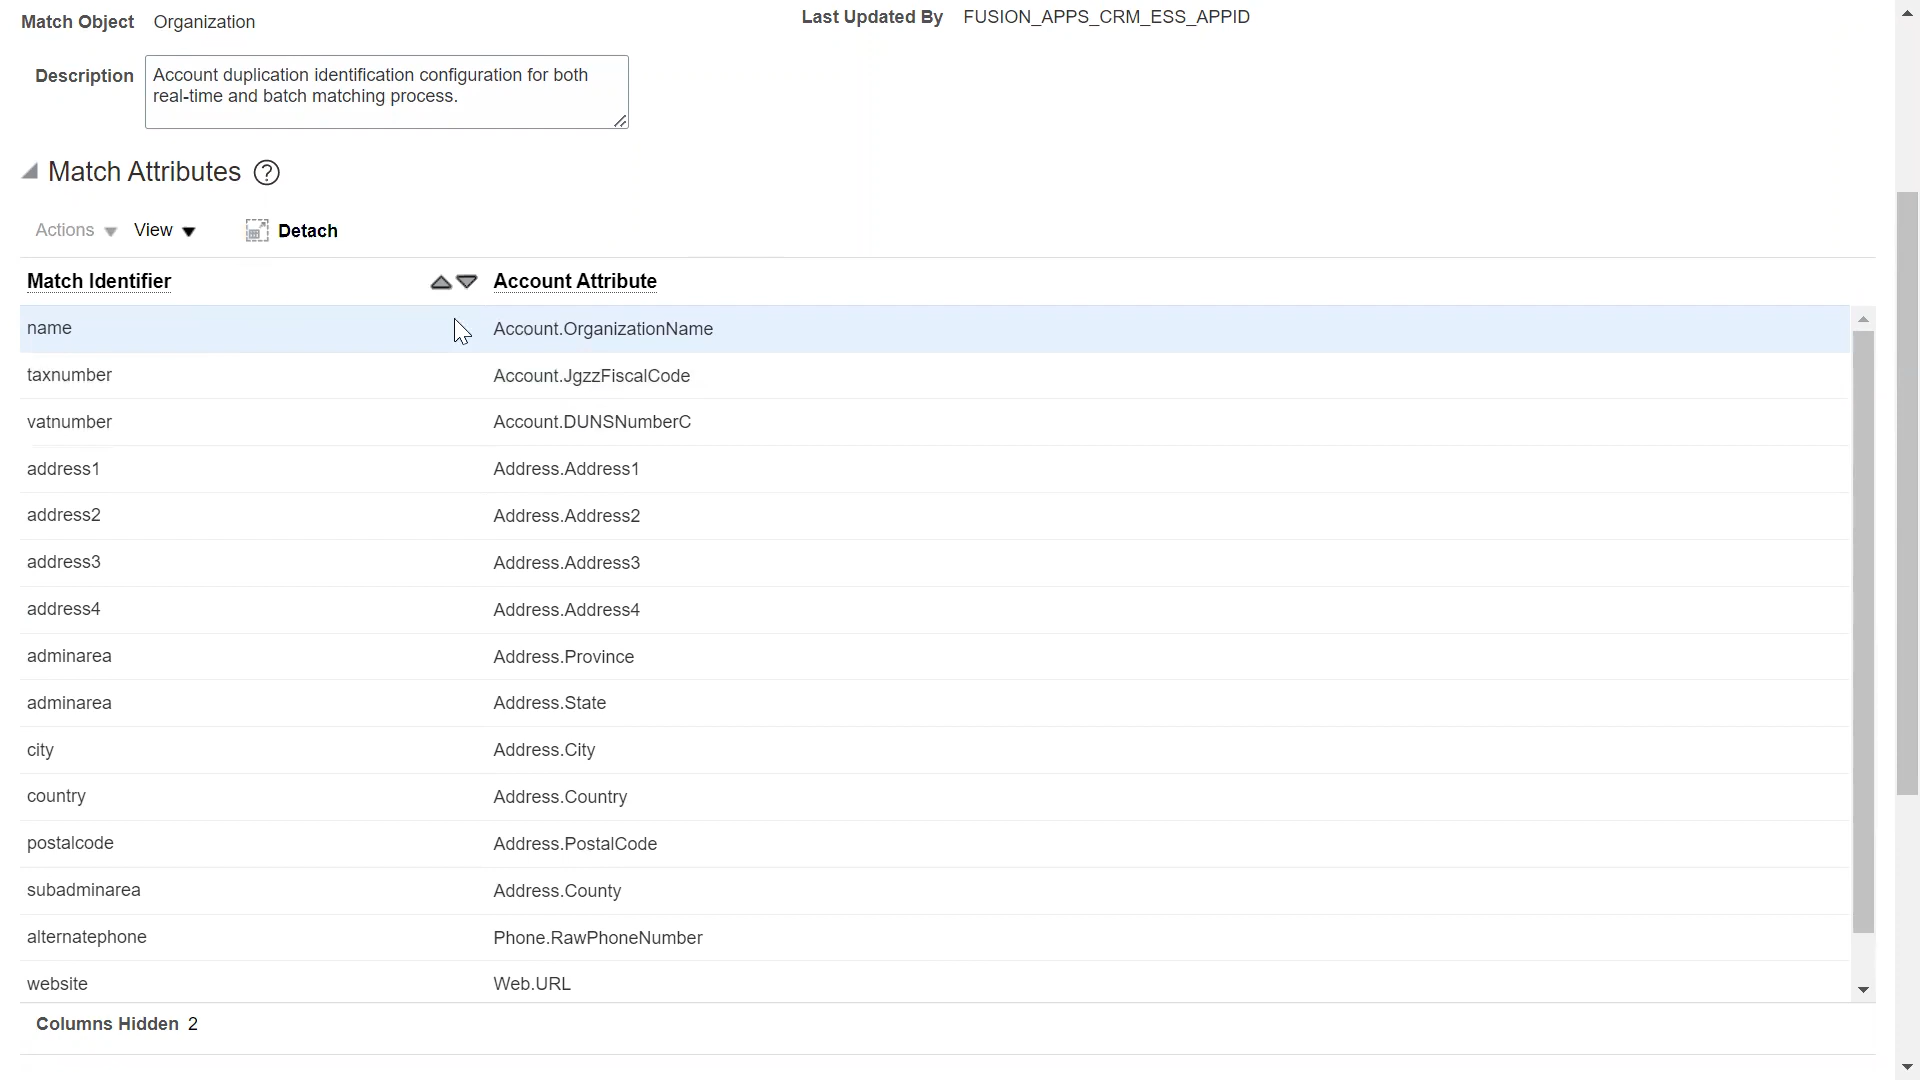 Match Object Organization
Last Updated By FUSION_APPS_CRM_ESS_APPID
Description Account duplication identification configuration for both
real-time and batch matching process.
Match Attributes ?
Actions View Detach
Match Identifier Account Attribute
name Account.OrganizationName
taxnumber Account.JgzzFiscalCode
vatnumber Account.DUNSNumberC
address1 Address.Address1
address2 Address.Address2
address3 Address.Address3
address4 Address.Address4
adminarea Address.Province
adminarea Address.State
city Address.City
country Address.Country
postalcode Address.PostalCode
subadminarea Address.County
alternatephone Phone.RawPhoneNumber
website Web.URL
Columns Hidden 2